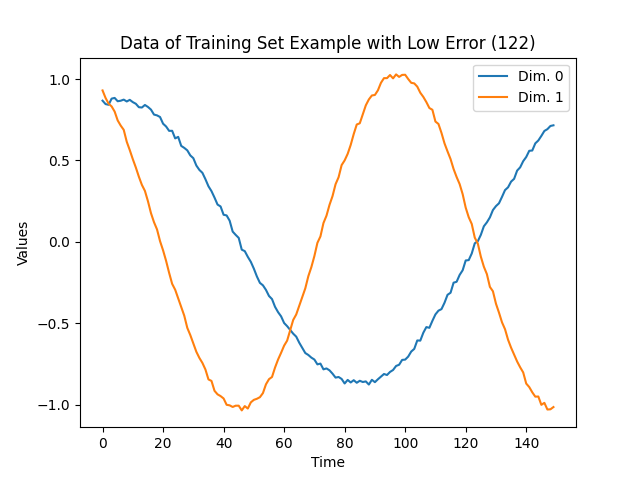 Data of Training Set Example with Low Error (122)
Dim. 0
Dim. 1
Values
1.0
0.5
0.0
−0.5
−1.0
0 20 40 60 80 100 120 140
Time